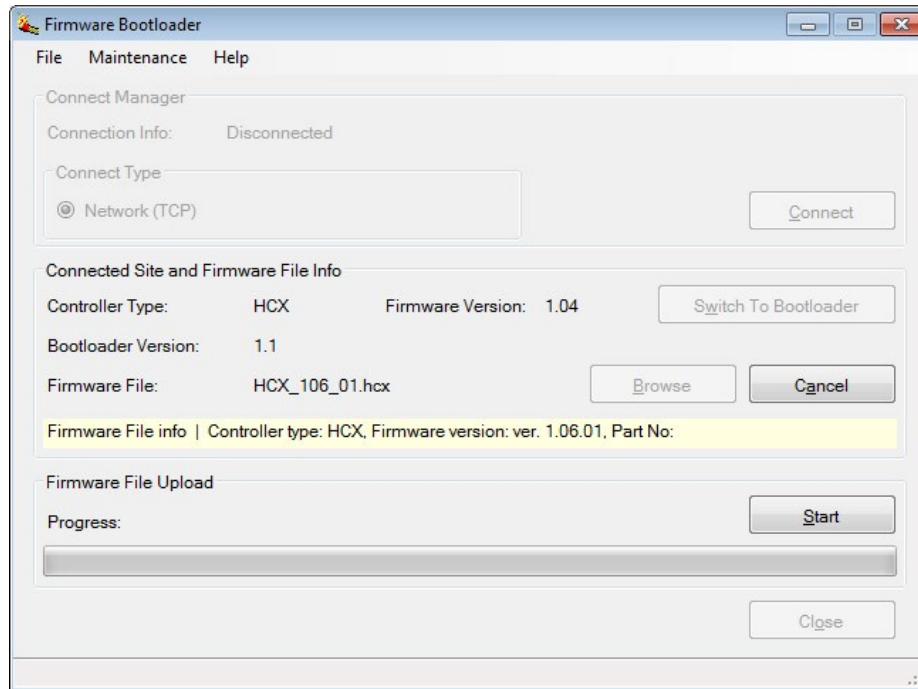 Firmware Bootloader
File Maintenance Help
Connect Manager
Connection Info: Disconnected
Connect Type
Network (TCP)
Connect
Connected Site and Firmware File Info
Controller Type: HCX Firmware Version: 1.04 Switch To Bootloader
Bootloader Version: 1.1
Firmware File: HCX_106_01.hcx Browse Cancel
Firmware File info | Controller type: HCX, Firmware version: ver. 1.06.01, Part No:
Firmware File Upload
Progress: Start
Close